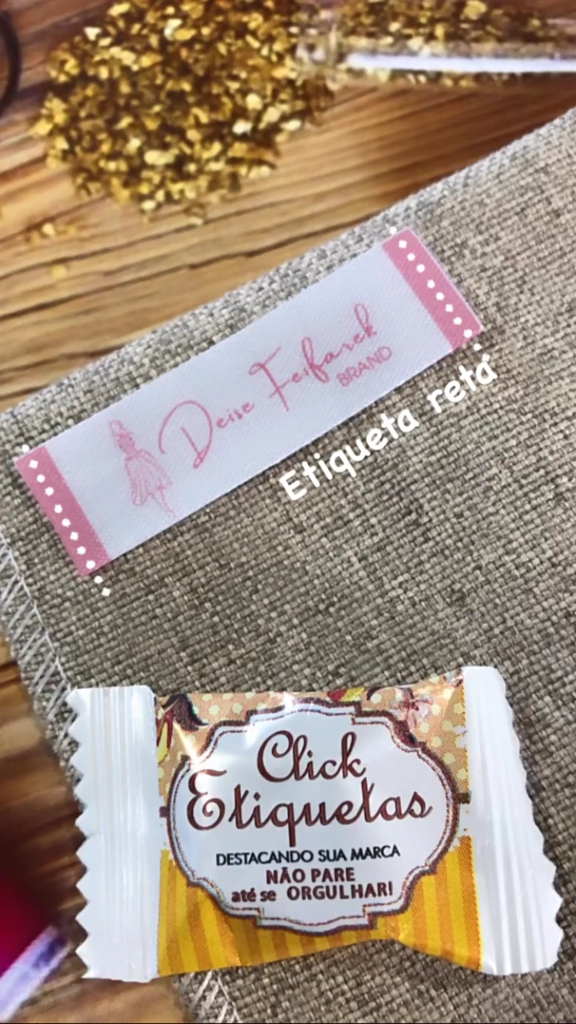 Deise Feifarek
BRAND
Etiqueta reta
Click
Etiquetas
DESTACANDO SUA MARCA
NÃO PARE
até se ORGULHAR!